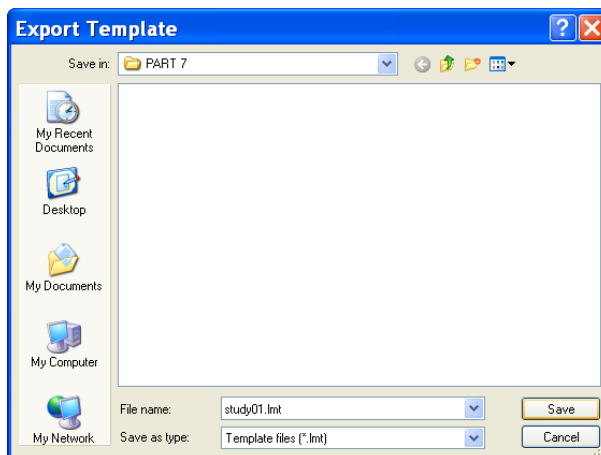 Export Template
Save in:
PART 7
My Recent
Documents
Desktop
My Documents
My Computer
My Network
File name:
study01.lmt
Save
Save as type:
Template files (*.lmt)
Cancel